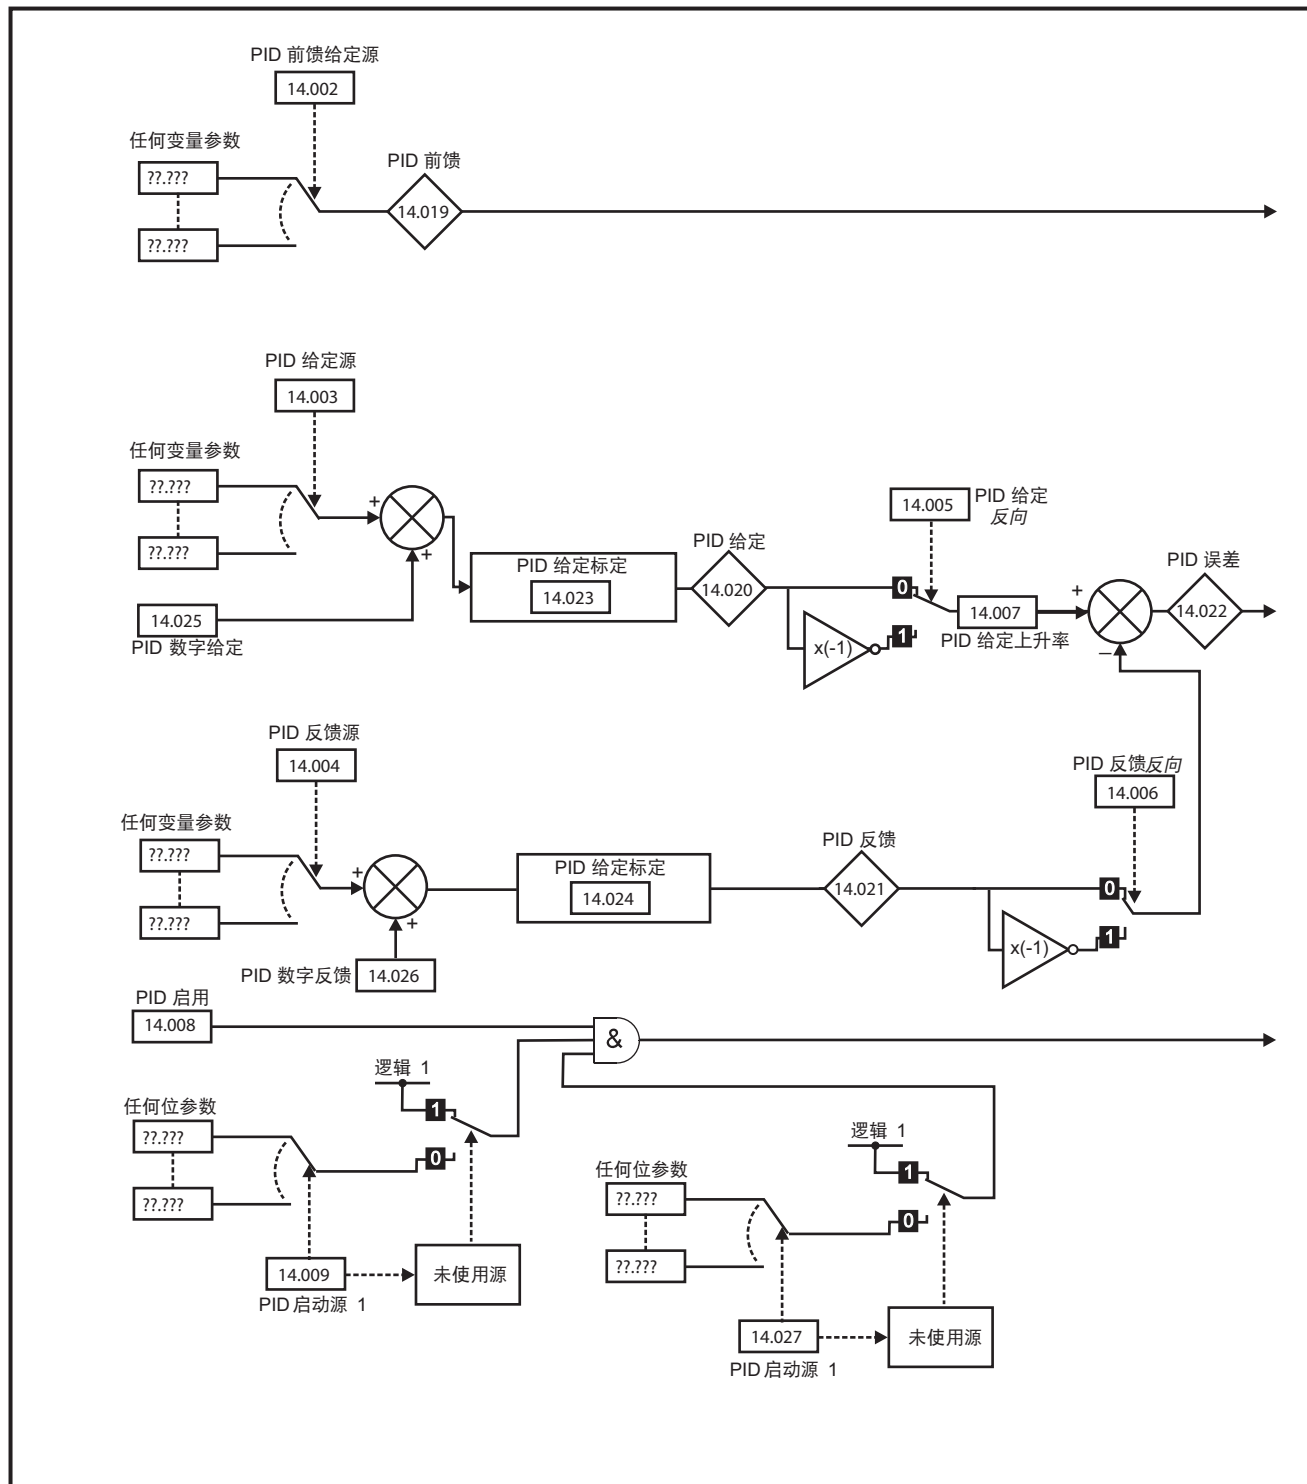 PID 前馈给定源
14.002
任何变量参数
??.???
PID 前馈
14.019
??.???
PID 给定源
14.003
任何变量参数
??.???
+
??.???
+
14.005
PID 给定
反向
PID 给定标定
14.023
PID 给定
14.020
0
14.007
+
PID 误差
14.022
14.025
PID 数字给定
x(-1)
1
PID 给定上升率
–
PID 反馈源
14.004
PID 反馈反向
14.006
任何变量参数
??.???
+
??.???
+
PID 给定标定
14.024
PID 反馈
14.021
0
x(-1)
1
PID 数字反馈
14.026
PID 启用
14.008
&
逻辑 1
1
任何位参数
??.???
0
??.???
逻辑 1
1
任何位参数
??.???
0
??.???
14.009
未使用源
PID 启动源 1
14.027
未使用源
PID 启动源 1